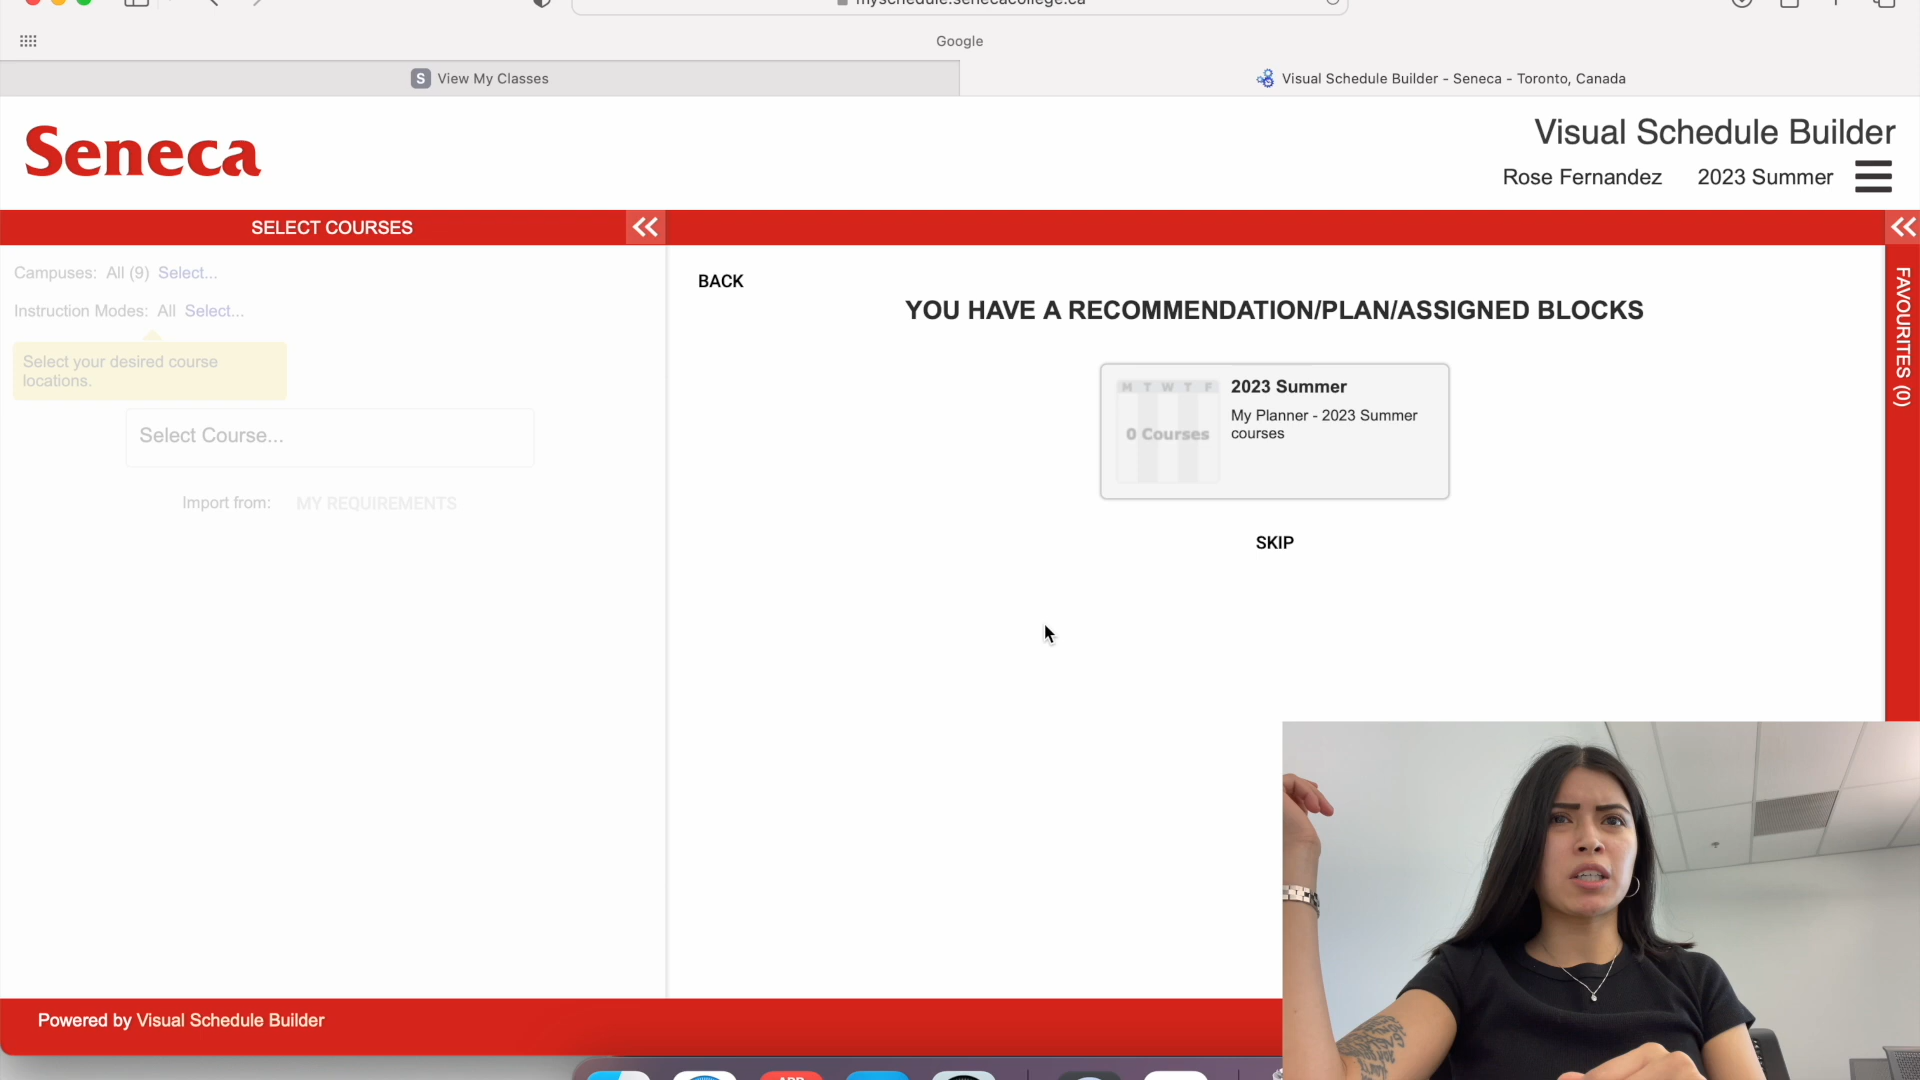 myschedule.senecacollege.ca
Google
S View My Classes
Visual Schedule Builder - Seneca - Toronto, Canada
Seneca
Visual Schedule Builder
Rose Fernandez 2023 Summer
SELECT COURSES
Campuses: All (9) Select...
Instruction Modes: All Select...
Select your desired course
locations.
Select Course...
Import from: MY REQUIREMENTS
BACK
YOU HAVE A RECOMMENDATION/PLAN/ASSIGNED BLOCKS
M T W T F
0 Courses
2023 Summer
My Planner - 2023 Summer
courses
SKIP
FAVOURITES (0)
Powered by Visual Schedule Builder